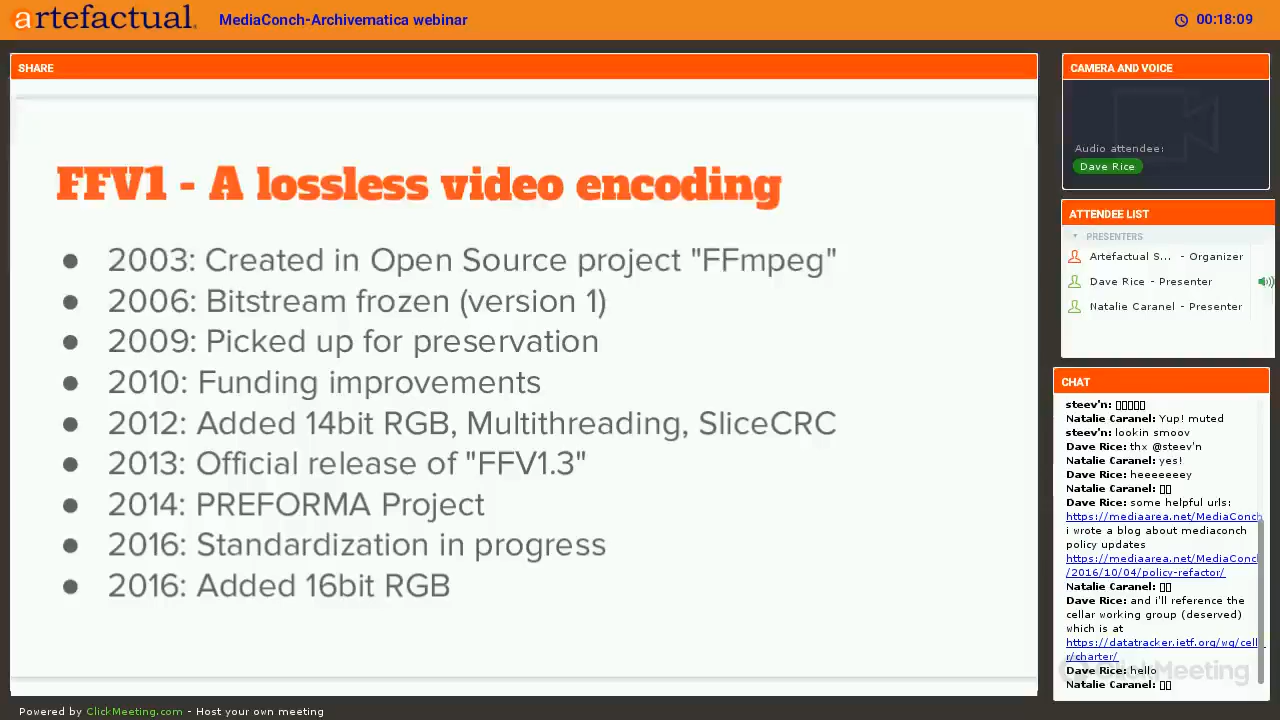 artefactual.
MediaConch-Archivematica webinar
00:18:09
SHARE
FFV1 - A lossless video encoding
● 2003: Created in Open Source project "FFmpeg"
● 2006: Bitstream frozen (version 1)
● 2009: Picked up for preservation
● 2010: Funding improvements
● 2012: Added 14bit RGB, Multithreading, SliceCRC
● 2013: Official release of "FFV1.3"
● 2014: PREFORMA Project
● 2016: Standardization in progress
● 2016: Added 16bit RGB
CAMERA AND VOICE
Audio attendee:
Dave Rice
ATTENDEE LIST
PRESENTERS
Artefactual S... - Organizer
Dave Rice - Presenter
Natalie Caranel - Presenter
CHAT
steev'n: ▯▯▯▯▯
Natalie Caranel: Yup! muted
steev'n: lookin smoov
Dave Rice: thx @steev'n
Natalie Caranel: yes!
Dave Rice: heeeeeeey
Natalie Caranel: ▯▯
Dave Rice: some helpful urls:
https://mediaarea.net/MediaConch
i wrote a blog about mediaconch
policy updates
https://mediaarea.net/MediaConc
/2016/10/04/policy-refactor/
Natalie Caranel: ▯▯
Dave Rice: and i'll reference the
cellar working group (deserved)
which is at
https://datatracker.ietf.org/wg/cell
r/charter/
Dave Rice: hello
Natalie Caranel: ▯▯
ClickMeeting
Powered by ClickMeeting.com - Host your own meeting